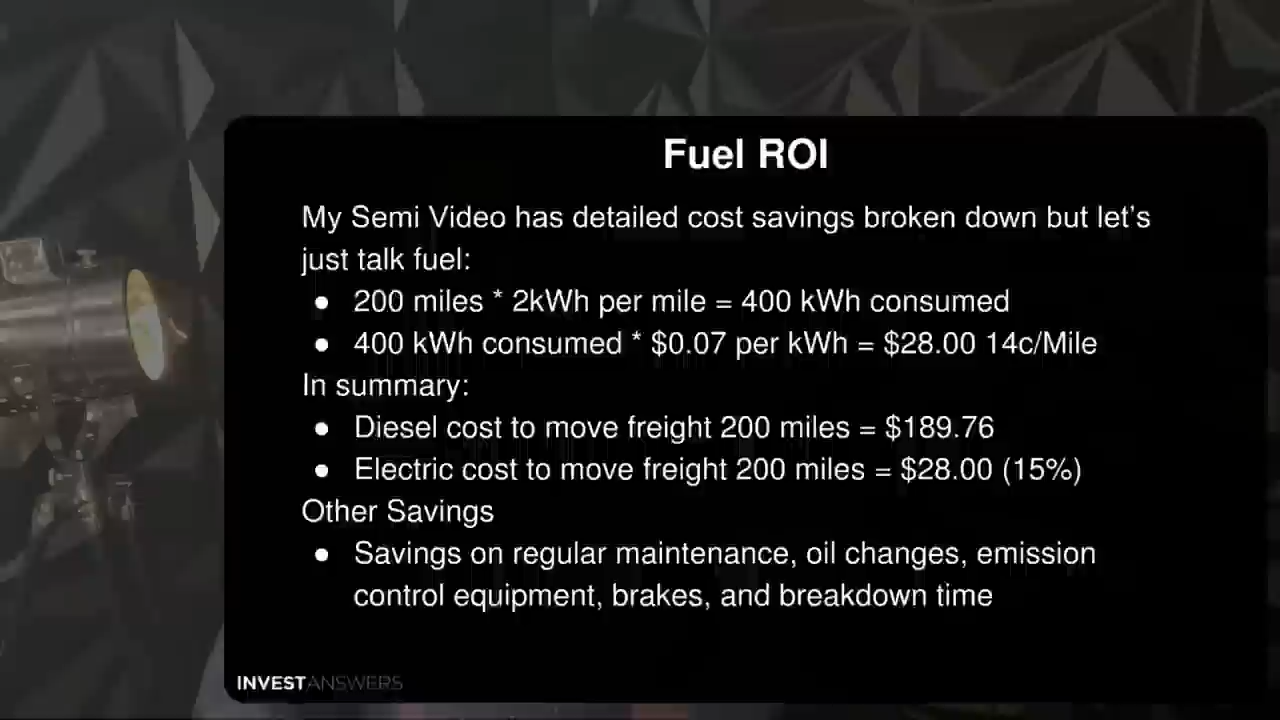 Fuel ROI
My Semi Video has detailed cost savings broken down but let's
just talk fuel:
● 200 miles * 2kWh per mile = 400 kWh consumed
● 400 kWh consumed * $0.07 per kWh = $28.00 14c/Mile
In summary:
● Diesel cost to move freight 200 miles = $189.76
● Electric cost to move freight 200 miles = $28.00 (15%)
Other Savings
● Savings on regular maintenance, oil changes, emission
control equipment, brakes, and breakdown time
INVESTANSWERS